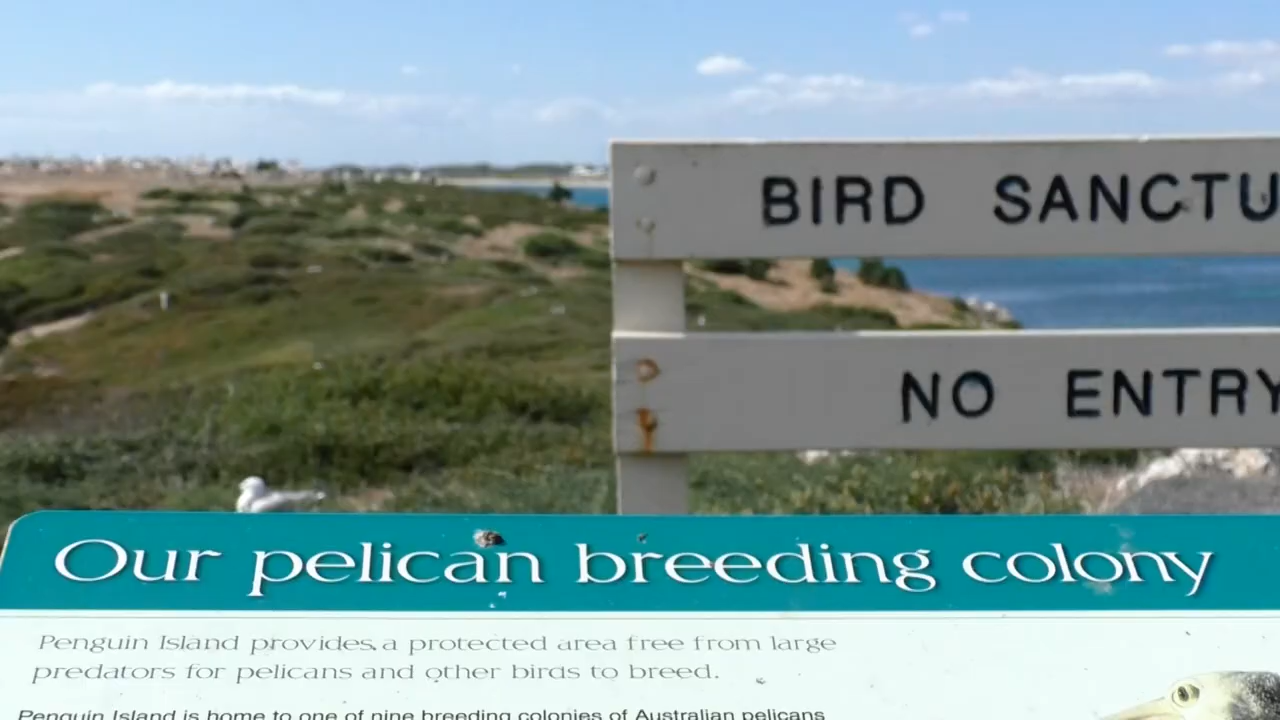 BIRD SANCTU
NO ENTRY
Our pelican breeding colony
Penguin Island provides a protected area free from large
predators for pelicans and other birds to breed.
Penguin Island is home to one of nine breeding colonies of Australian pelicans